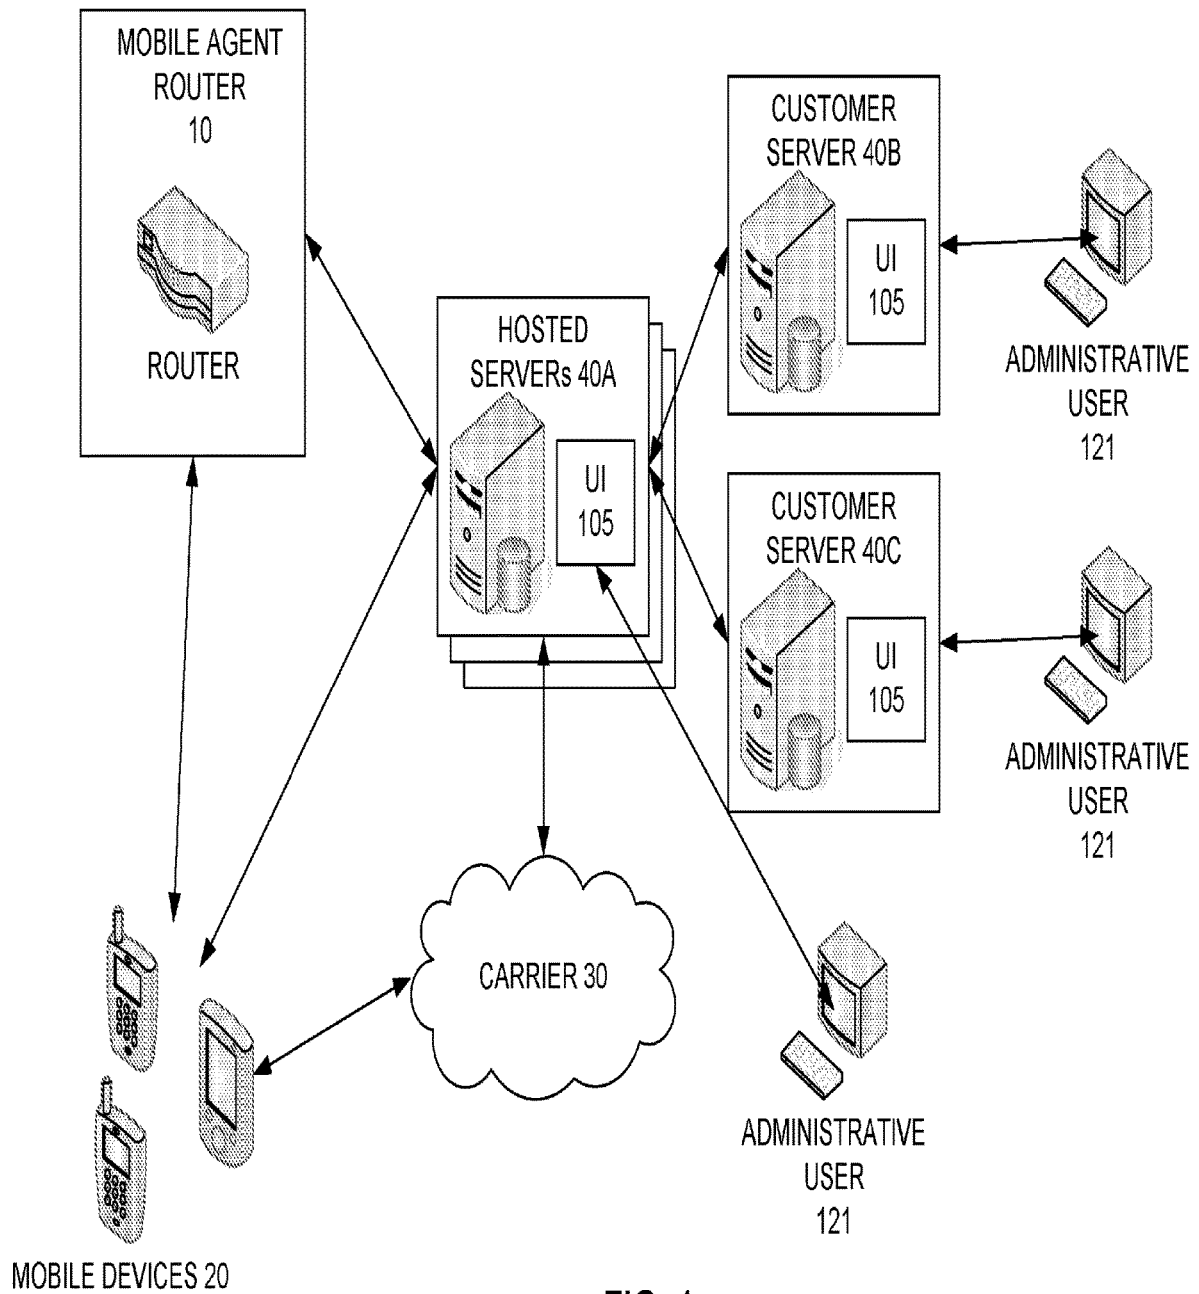 MOBILE AGENT
ROUTER
10
ROUTER
HOSTED
SERVERs 40A
UI
105
CUSTOMER
SERVER 40B
UI
105
ADMINISTRATIVE
USER
121
CUSTOMER
SERVER 40C
UI
105
ADMINISTRATIVE
USER
121
CARRIER 30
ADMINISTRATIVE
USER
121
MOBILE DEVICES 20